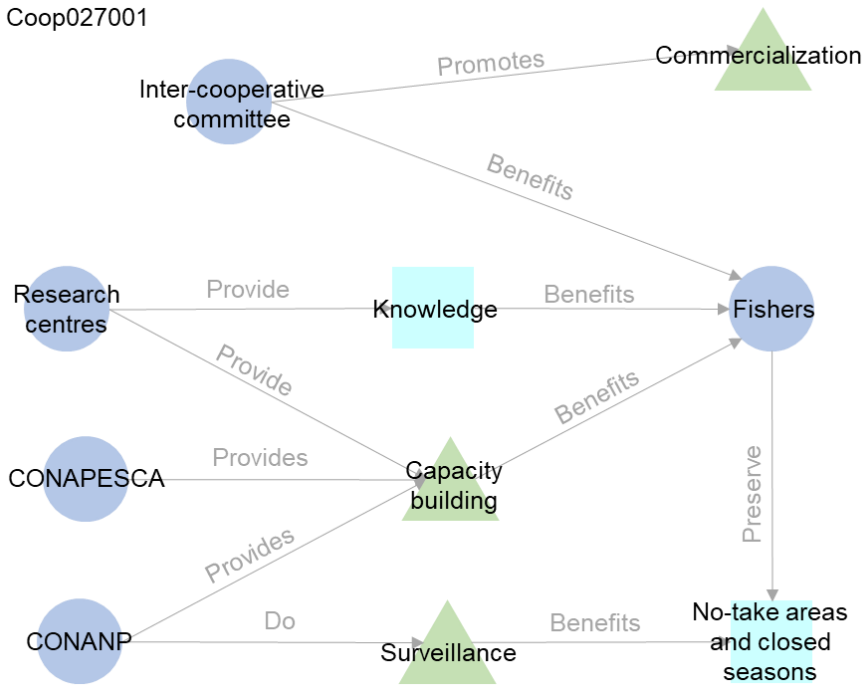 Coop027001
Promotes
Commercialization
Inter-cooperative
committee
Benefits
Research
centres
Provide
Knowledge
Benefits
Fishers
Provide
Benefits
CONAPESCA
Provides
Capacity
building
Preserve
Provides
CONANP
Do
Surveillance
Benefits
No-take areas
and closed
seasons